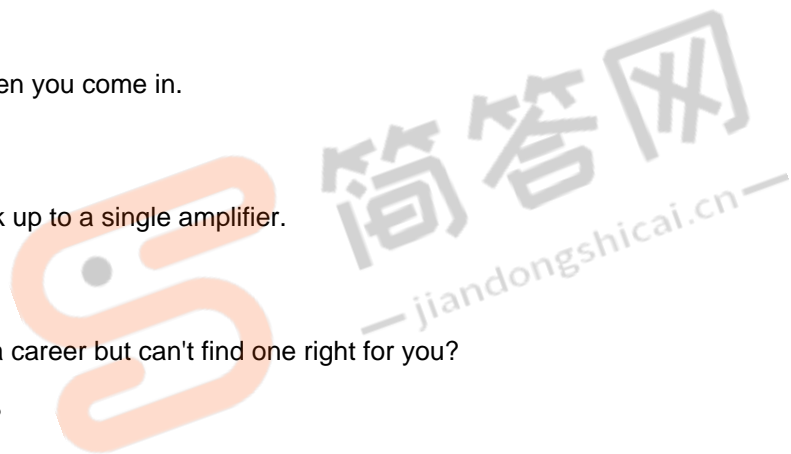 en you come in.
k up to a single amplifier.
a career but can't find one right for you?
简答网
— jiandongshicai.cn —